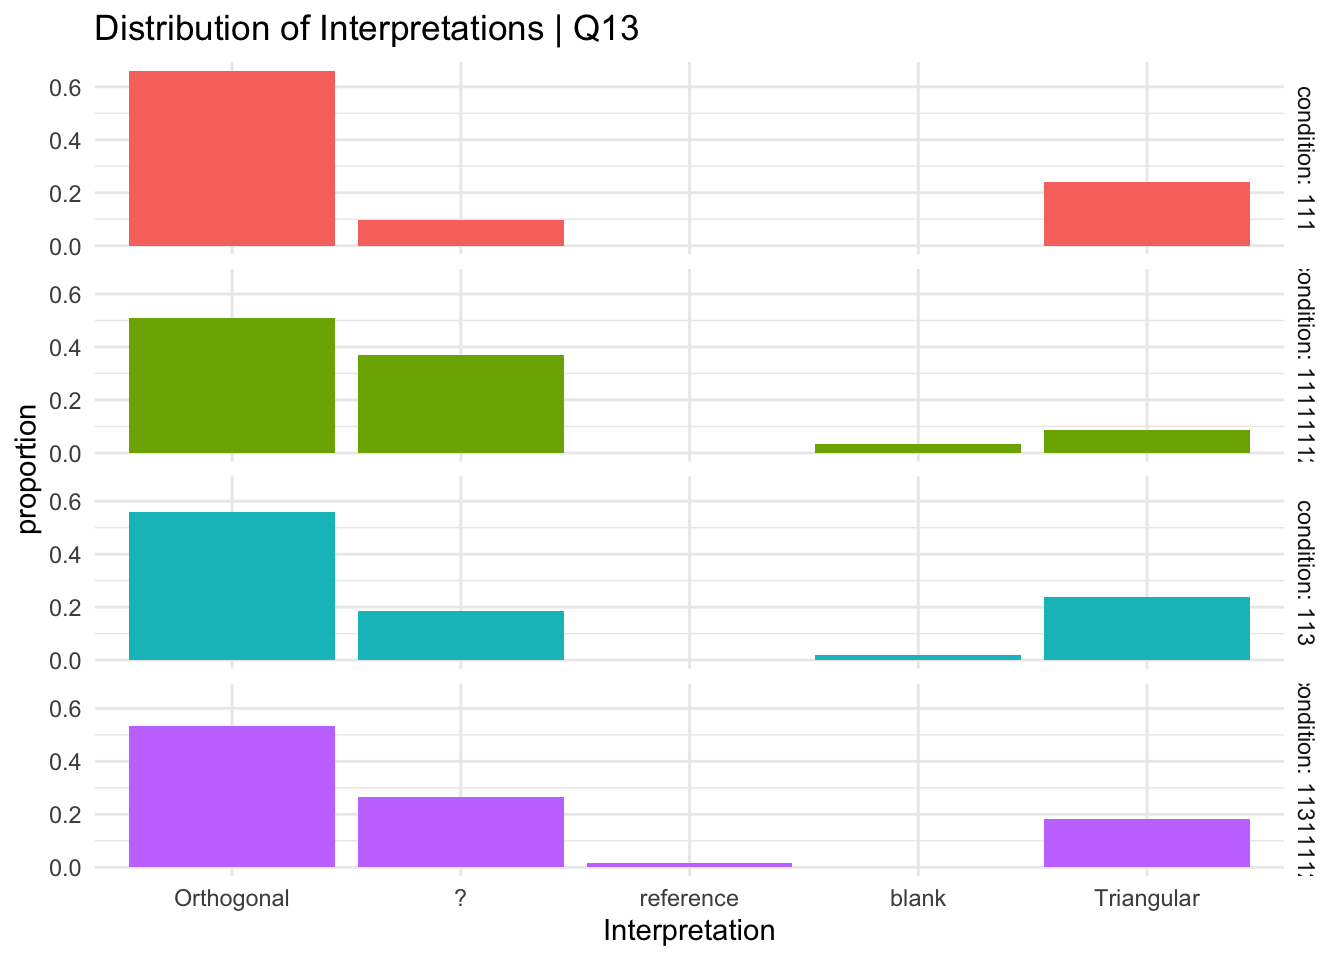 Distribution of Interpretations | Q13
0.6
0.4
0.2
0.0
condition: 111
0.6
0.4
0.2
0.0
ondition: 1111111
0.6
0.4
0.2
0.0
condition: 113
0.6
0.4
0.2
0.0
ondition: 1131111
proportion
Orthogonal ? reference blank Triangular
Interpretation